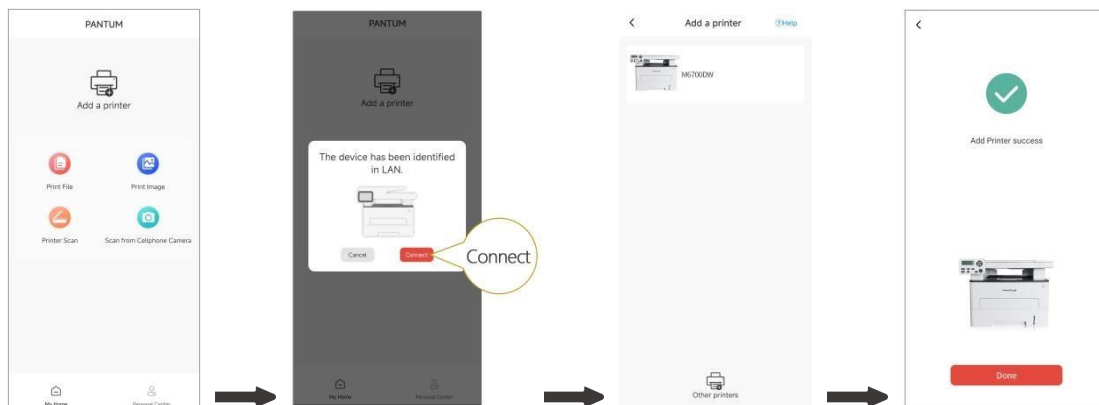 PANTUM
Add a printer
Print File
Print Image
Printer Scan
Scan from Cellphone Camera
My Home
Personal Center
PANTUM
Add a printer
The device has been identified
in LAN.
Cancel
Connect
Connect
My Home
Personal Center
Add a printer
Help
M6700DW
Other printers
Add Printer success
Done